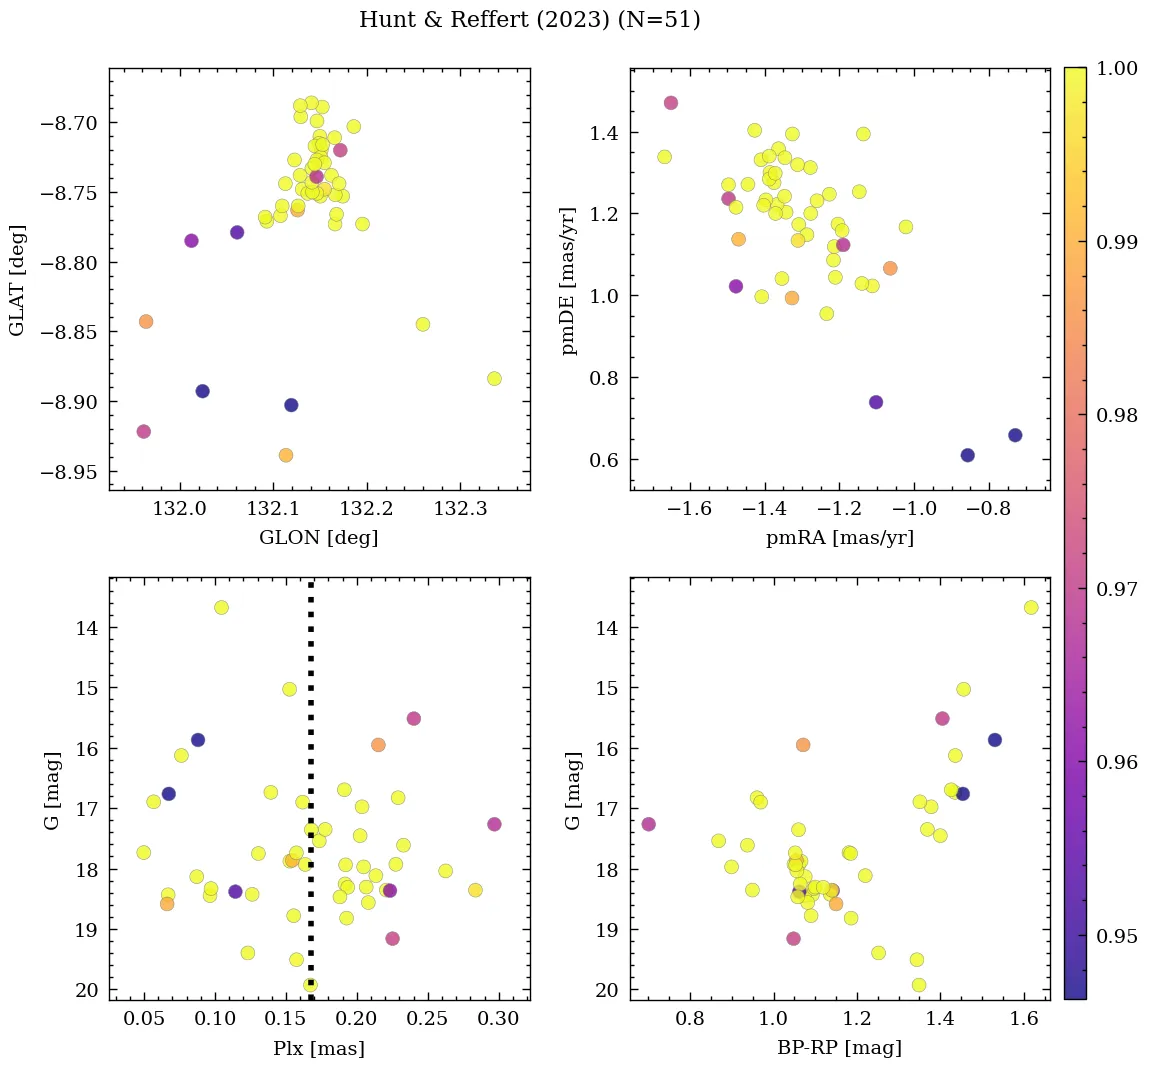 Hunt & Reffert (2023) (N=51)
−8.70
−8.75
−8.80
−8.85
−8.90
−8.95
GLAT [deg]
132.0 132.1 132.2 132.3
GLON [deg]
1.4
1.2
1.0
0.8
0.6
pmDE [mas/yr]
−1.6 −1.4 −1.2 −1.0 −0.8
pmRA [mas/yr]
1.00
0.99
0.98
0.97
0.96
0.95
14
15
16
17
18
19
20
G [mag]
0.05 0.10 0.15 0.20 0.25 0.30
Plx [mas]
14
15
16
17
18
19
20
G [mag]
0.8 1.0 1.2 1.4 1.6
BP-RP [mag]